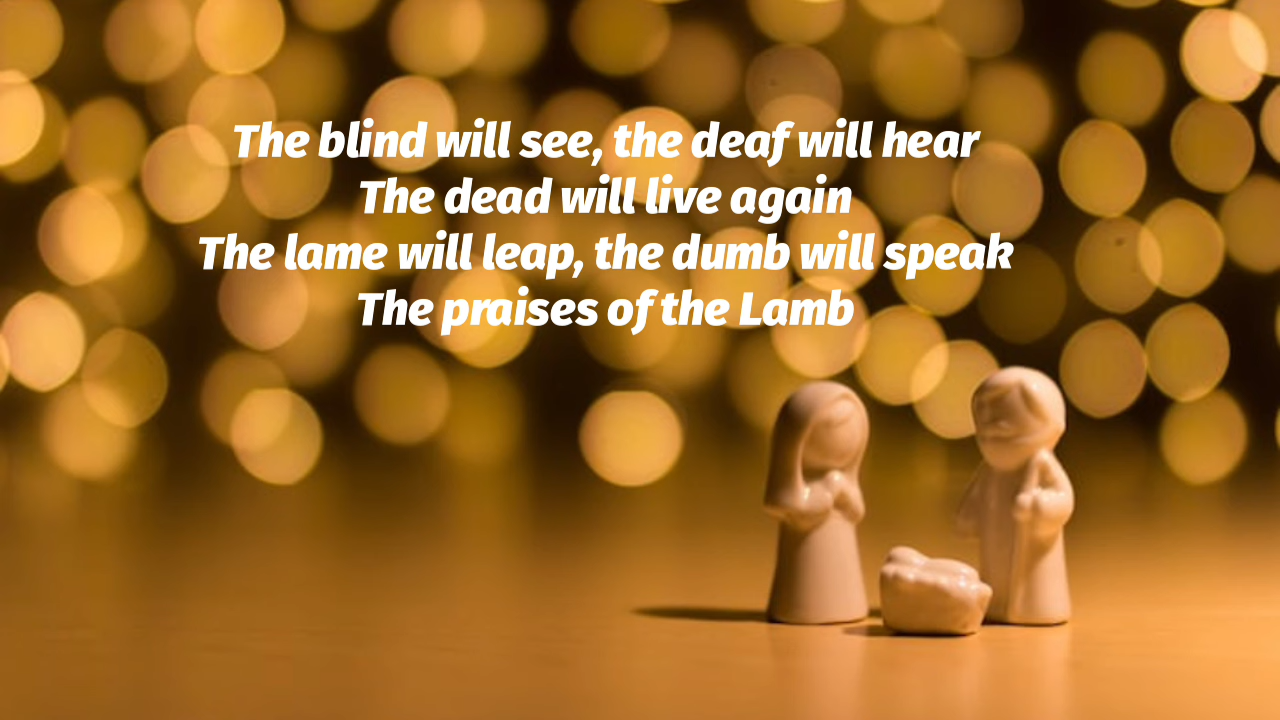 The blind will see, the deaf will hear
The dead will live again
The lame will leap, the dumb will speak
The praises of the Lamb